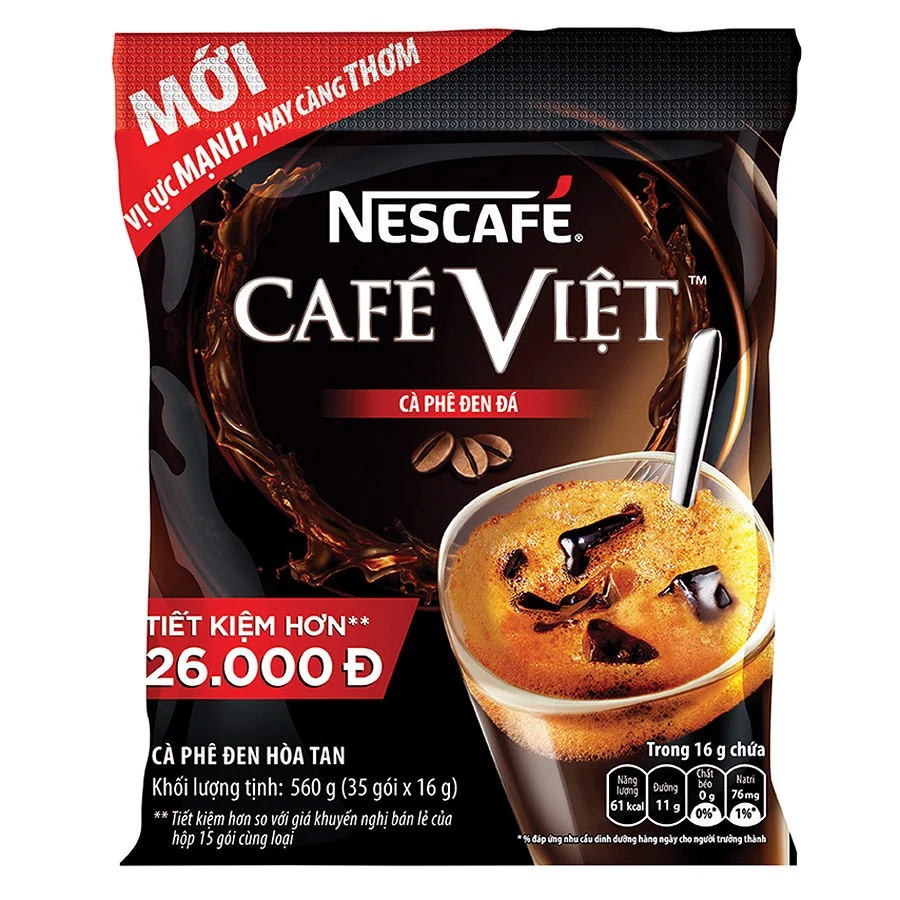 MỚI
VỊ CỰC MẠNH, NAY CÀNG THƠM
NESCAFÉ®
CAFÉ VIỆT™
CÀ PHÊ ĐEN ĐÁ
TIẾT KIỆM HƠN**
26.000 Đ
CÀ PHÊ ĐEN HÒA TAN
Khối lượng tịnh: 560 g (35 gói x 16 g)
** Tiết kiệm hơn so với giá khuyến nghị bán lẻ của
hộp 15 gói cùng loại
Trong 16 g chứa
Năng lượng 61 kcal
Đường 11 g
Chất béo 0 g 0%*
Natri 76 mg 1%*
* % đáp ứng nhu cầu dinh dưỡng hàng ngày cho người trưởng thành